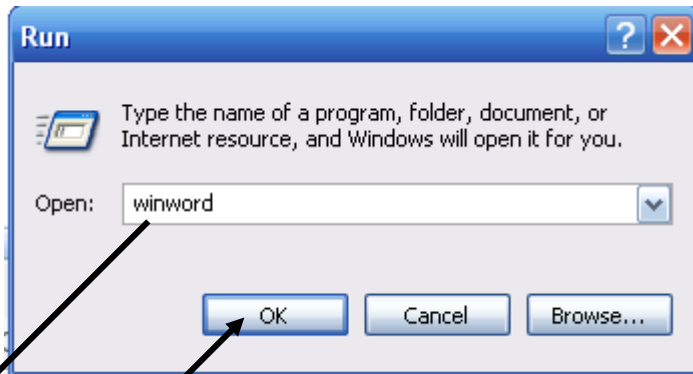 Run
Type the name of a program, folder, document, or
Internet resource, and Windows will open it for you.
Open: winword
OK Cancel Browse...